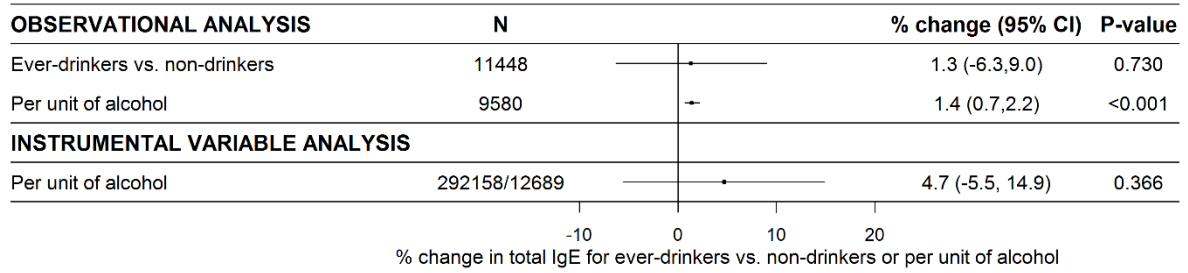 OBSERVATIONAL ANALYSIS N % change (95% CI) P-value
Ever-drinkers vs. non-drinkers 11448 1.3 (-6.3,9.0) 0.730
Per unit of alcohol 9580 1.4 (0.7,2.2) <0.001
INSTRUMENTAL VARIABLE ANALYSIS
Per unit of alcohol 292158/12689 4.7 (-5.5, 14.9) 0.366
-10 0 10 20
% change in total IgE for ever-drinkers vs. non-drinkers or per unit of alcohol